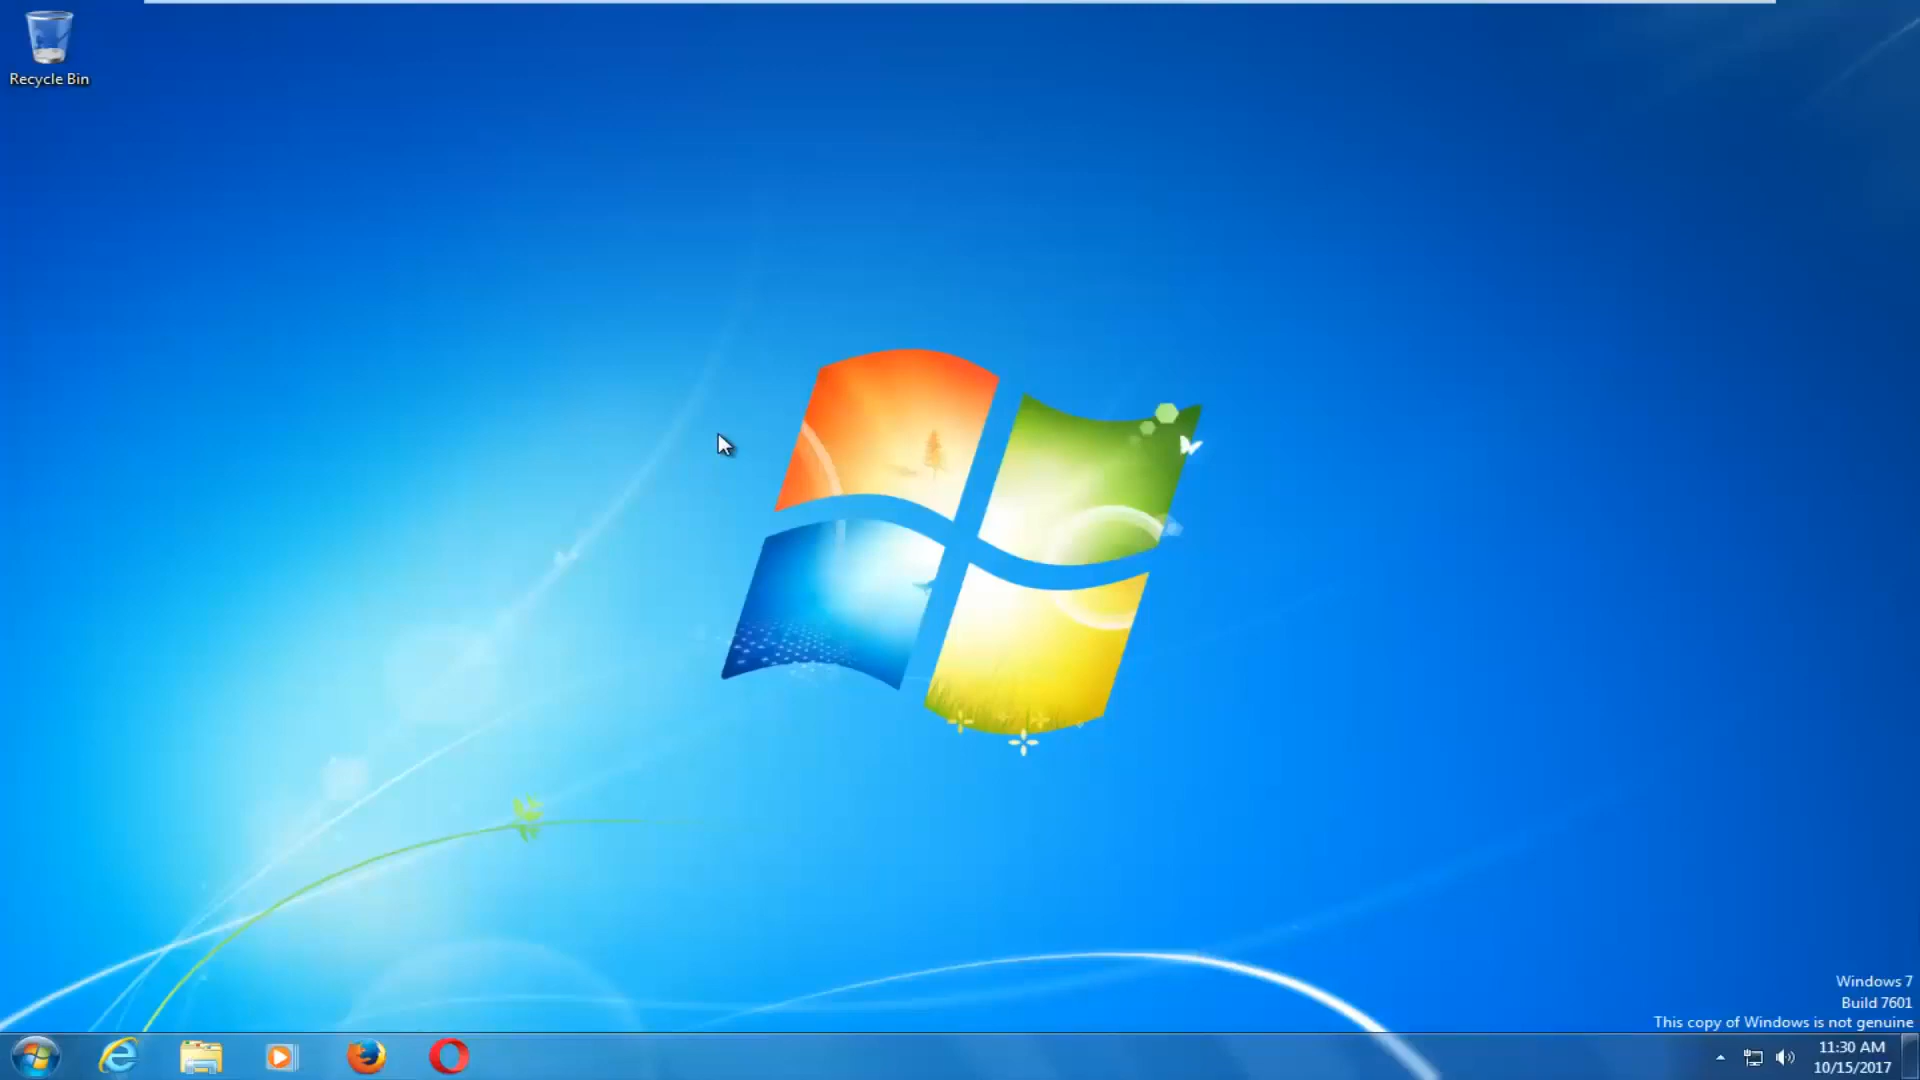 Recycle Bin
Windows 7
Build 7601
This copy of Windows is not genuine
11:30 AM
10/15/2017